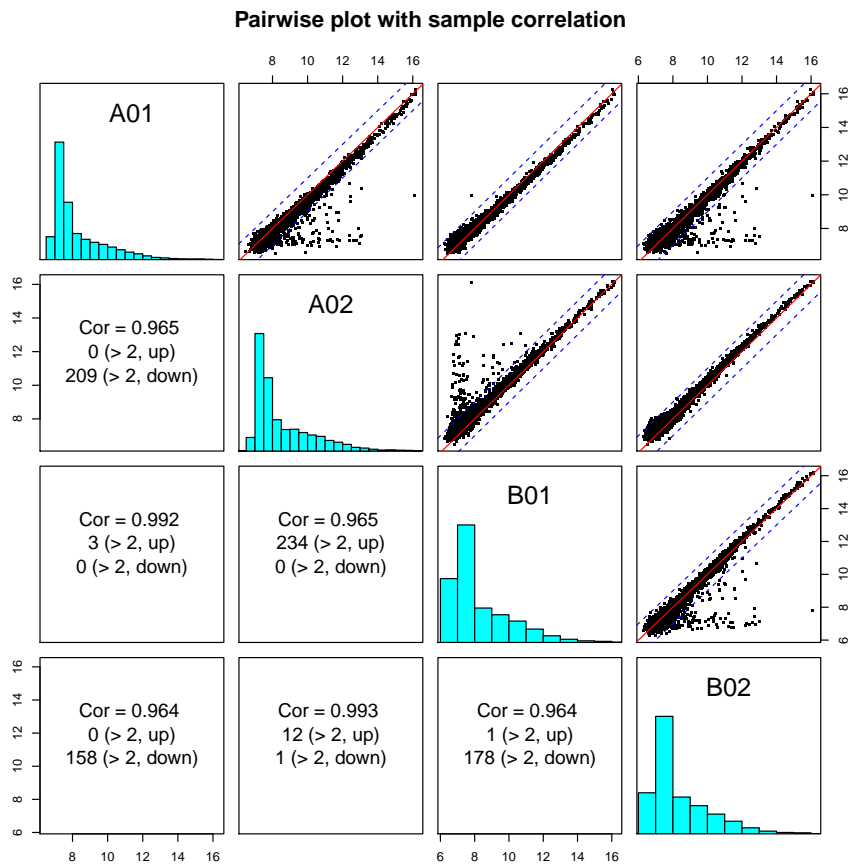 Pairwise plot with sample correlation
8 10 12 14 16
6 8 10 12 14 16
A01
8 10 12 14 16
8 10 12 14 16
Cor = 0.965
0 (> 2, up)
209 (> 2, down)
A02
Cor = 0.992
3 (> 2, up)
0 (> 2, down)
Cor = 0.965
234 (> 2, up)
0 (> 2, down)
B01
6 8 10 12 14 16
6 8 10 12 14 16
Cor = 0.964
0 (> 2, up)
158 (> 2, down)
Cor = 0.993
12 (> 2, up)
1 (> 2, down)
Cor = 0.964
1 (> 2, up)
178 (> 2, down)
B02
8 10 12 14 16
6 8 10 12 14 16